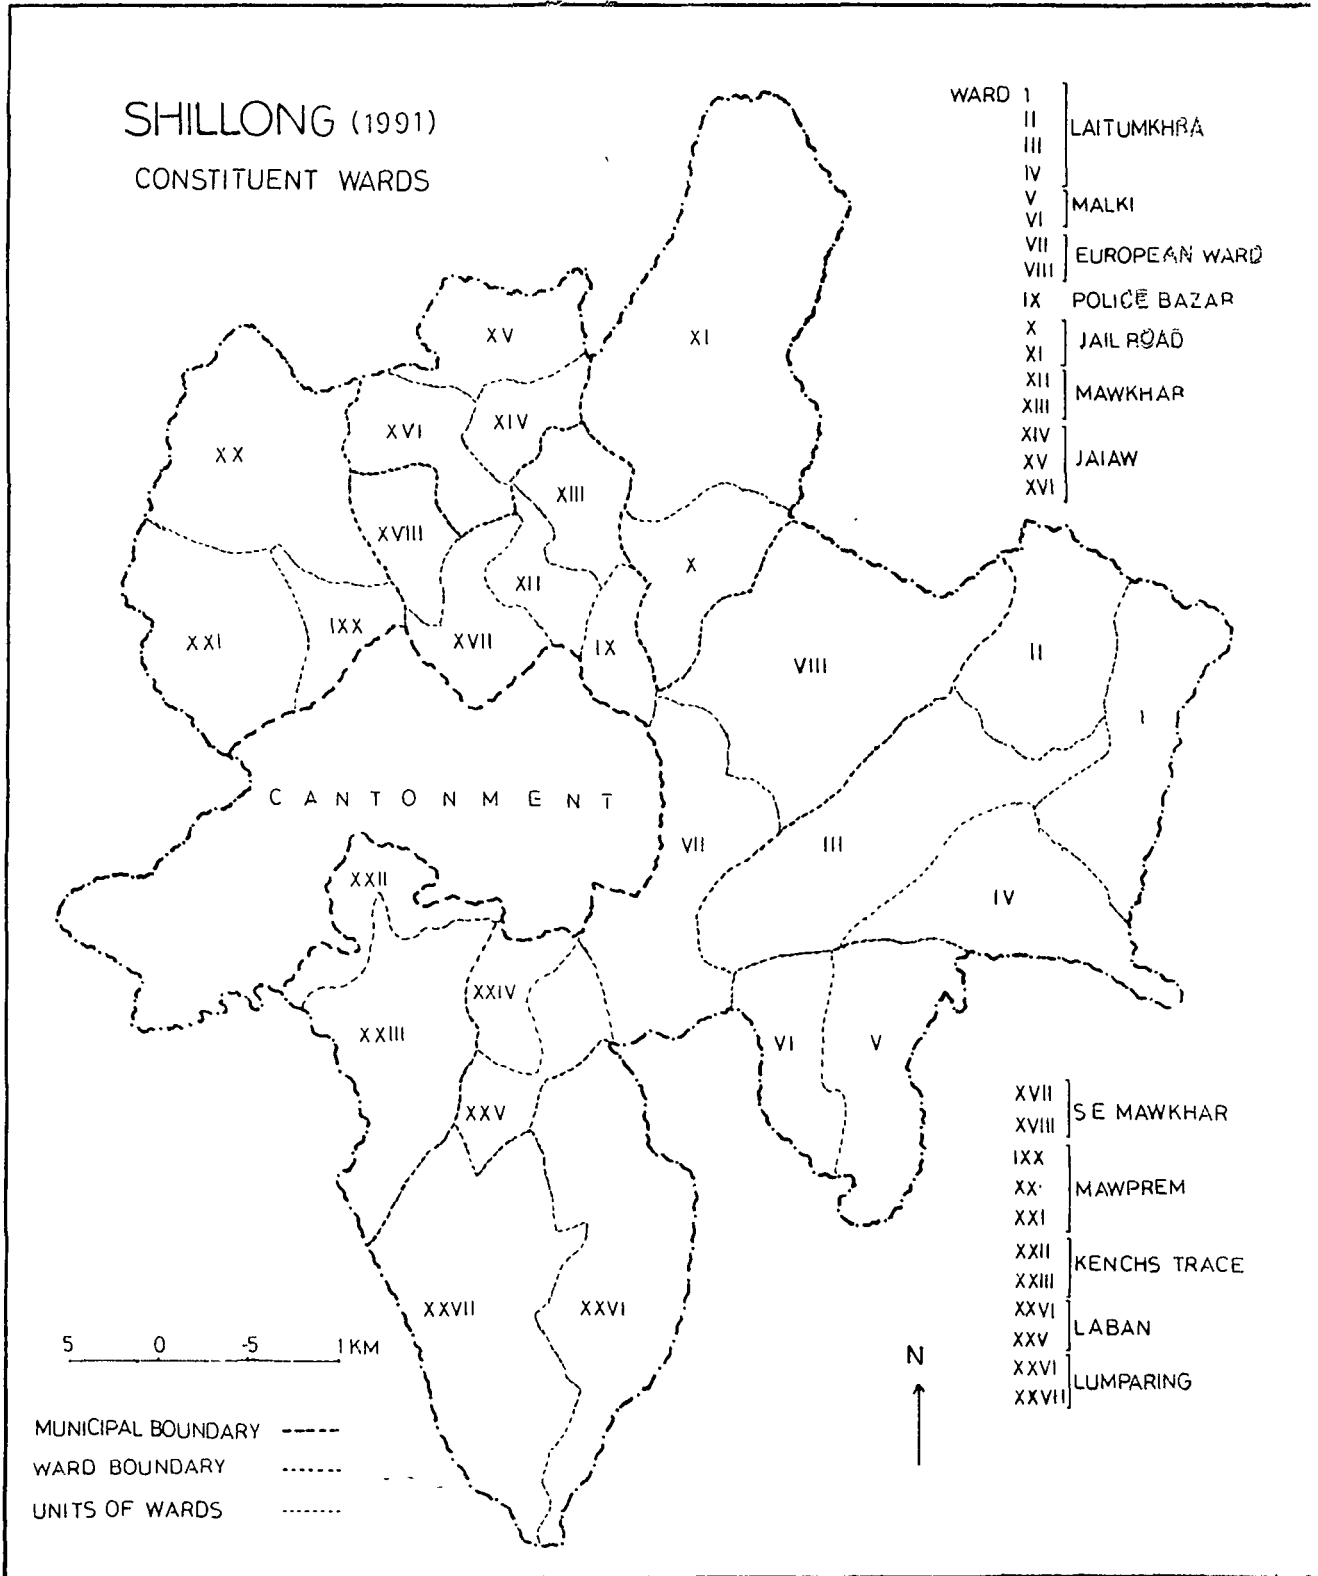 SHILLONG (1991)
CONSTITUENT WARDS
WARD I
II
III
IV
LAITUMKHRA
V
VI
MALKI
VII
VIII
EUROPEAN WARD
IX POLICE BAZAR
X
XI
JAIL ROAD
XII
XIII
MAWKHAR
XIV
XV
XVI
JAIAW
XI
XV
XIV
XVI
XX
XIII
XVIII
X
XII
II
IXX
XXI
XVII
IX
VIII
I
CANTONMENT
VII
III
XXII
IV
XXIV
XXIII
VI
V
XXV
XXVII
XXVI
XVII
XVIII
S E MAWKHAR
IXX
XX
XXI
MAWPREM
XXII
XXIII
KENCHS TRACE
XXVI
XXV
LABAN
XXVI
XXVII
LUMPARING
5 0 .5 1 KM
N
MUNICIPAL BOUNDARY
WARD BOUNDARY
UNITS OF WARDS